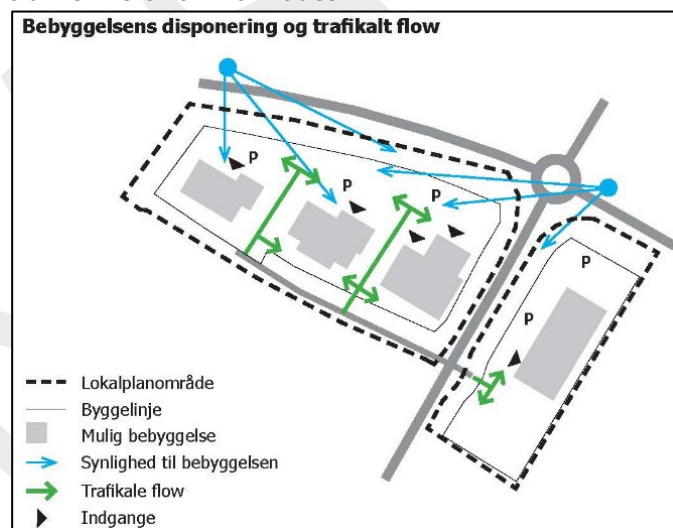 Bebyggelsens disponering og trafikalt flow
P
P
P
P
P
Lokalplanområde
Byggelinje
Mulig bebyggelse
Synlighed til bebyggelsen
Trafikale flow
Indgange